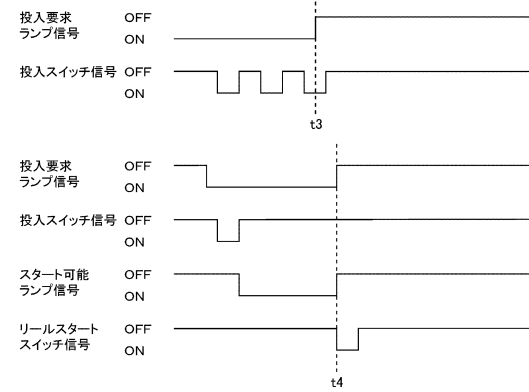 投入要求 OFF
ランプ信号 ON
投入スイッチ信号 OFF
ON
t3
投入要求 OFF
ランプ信号 ON
投入スイッチ信号 OFF
ON
スタート可能 OFF
ランプ信号 ON
リールスタート OFF
スイッチ信号 ON
t4